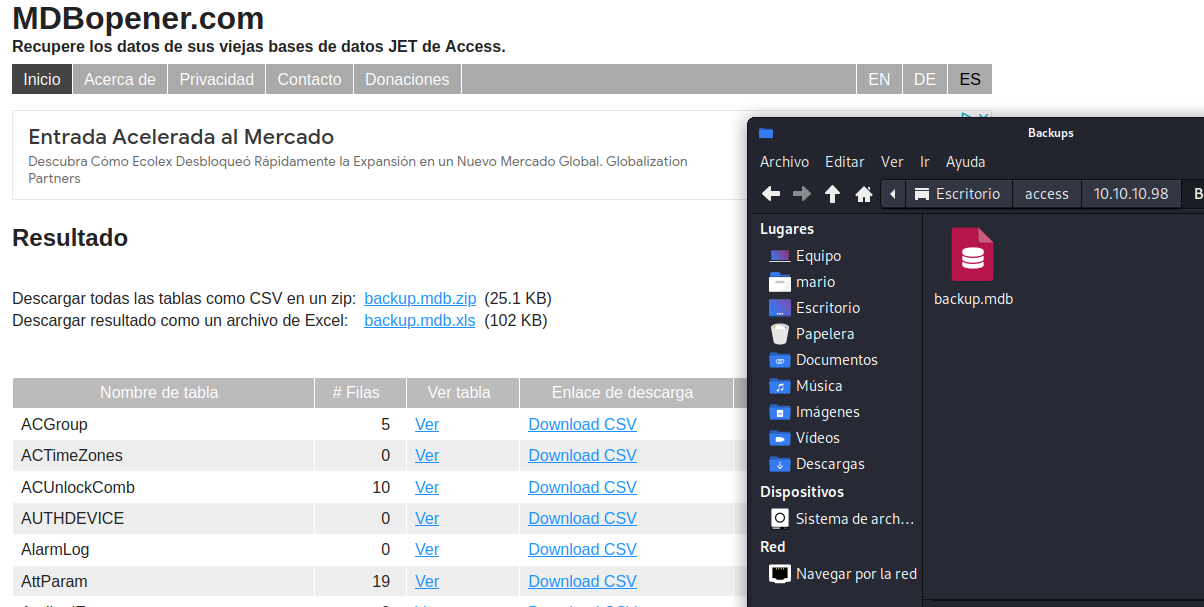 MDBopener.com
Recupere los datos de sus viejas bases de datos JET de Access.
Inicio Acerca de Privacidad Contacto Donaciones EN DE ES
Entrada Acelerada al Mercado
Descubra Cómo Ecolex Desbloqueó Rápidamente la Expansión en un Nuevo Mercado Global. Globalization
Partners
Resultado
Descargar todas las tablas como CSV en un zip: backup.mdb.zip (25.1 KB)
Descargar resultado como un archivo de Excel: backup.mdb.xls (102 KB)
Nombre de tabla # Filas Ver tabla Enlace de descarga
ACGroup 5 Ver Download CSV
ACTimeZones 0 Ver Download CSV
ACUnlockComb 10 Ver Download CSV
AUTHDEVICE 0 Ver Download CSV
AlarmLog 0 Ver Download CSV
AttParam 19 Ver Download CSV
Backups
Archivo Editar Ver Ir Ayuda
Escritorio access 10.10.10.98 B
Lugares
Equipo
mario
Escritorio
Papelera
Documentos
Música
Imágenes
Vídeos
Descargas
Dispositivos
Sistema de arch...
Red
Navegar por la red
backup.mdb